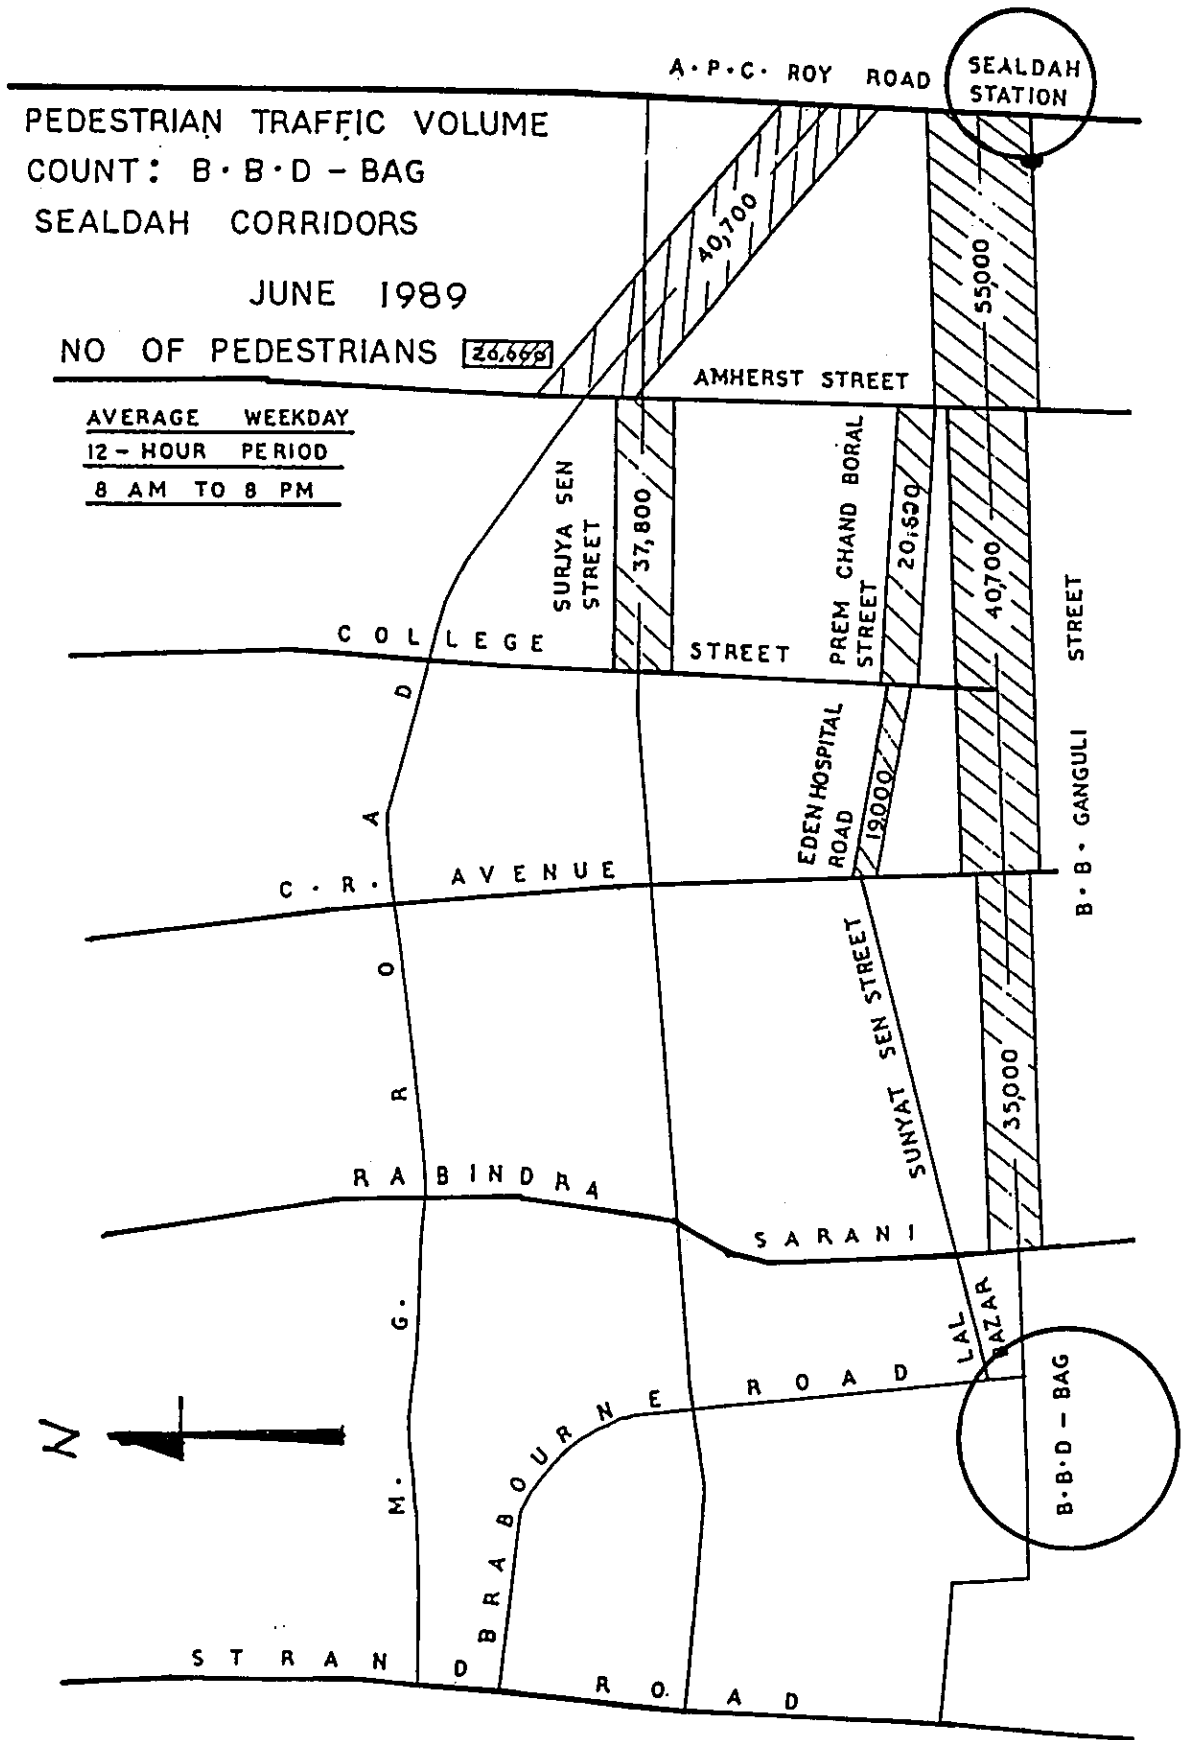 A·P·C· ROY ROAD
SEALDAH
STATION
PEDESTRIAN TRAFFIC VOLUME
COUNT: B·B·D – BAG
SEALDAH CORRIDORS
JUNE 1989
NO OF PEDESTRIANS
AVERAGE WEEKDAY
12 – HOUR PERIOD
8 AM TO 8 PM
40,700
55000
AMHERST STREET
SURJYA SEN
STREET
37,800
PREM CHAND BORAL
STREET
40,700
B·B·GANGULI STREET
COLLEGE STREET
EDEN HOSPITAL
ROAD
19000
C·R· AVENUE
SUNYAT SEN STREET
35,000
RABINDRA SARANI
LAL
BAZAR
M·G· ROAD
BRABOURNE ROAD
B·B·D – BAG
N
STRAND ROAD